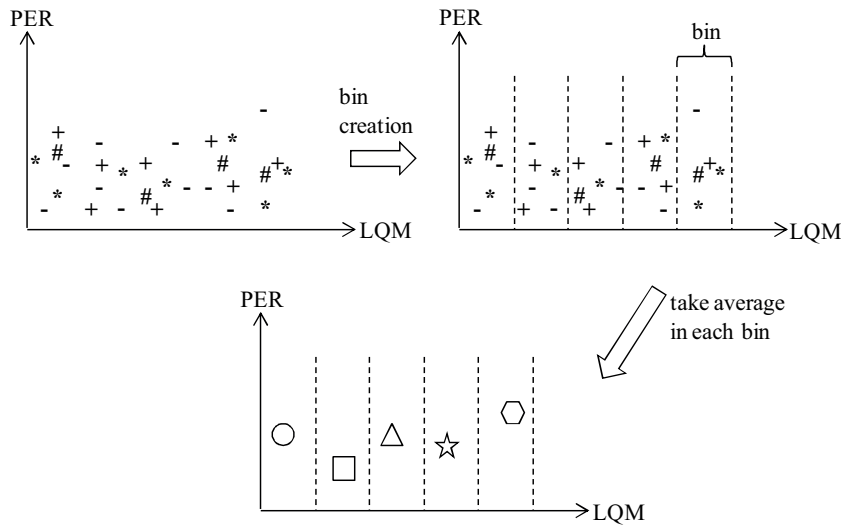 PER
LQM
bin
creation
PER
bin
LQM
take average
in each bin
PER
LQM